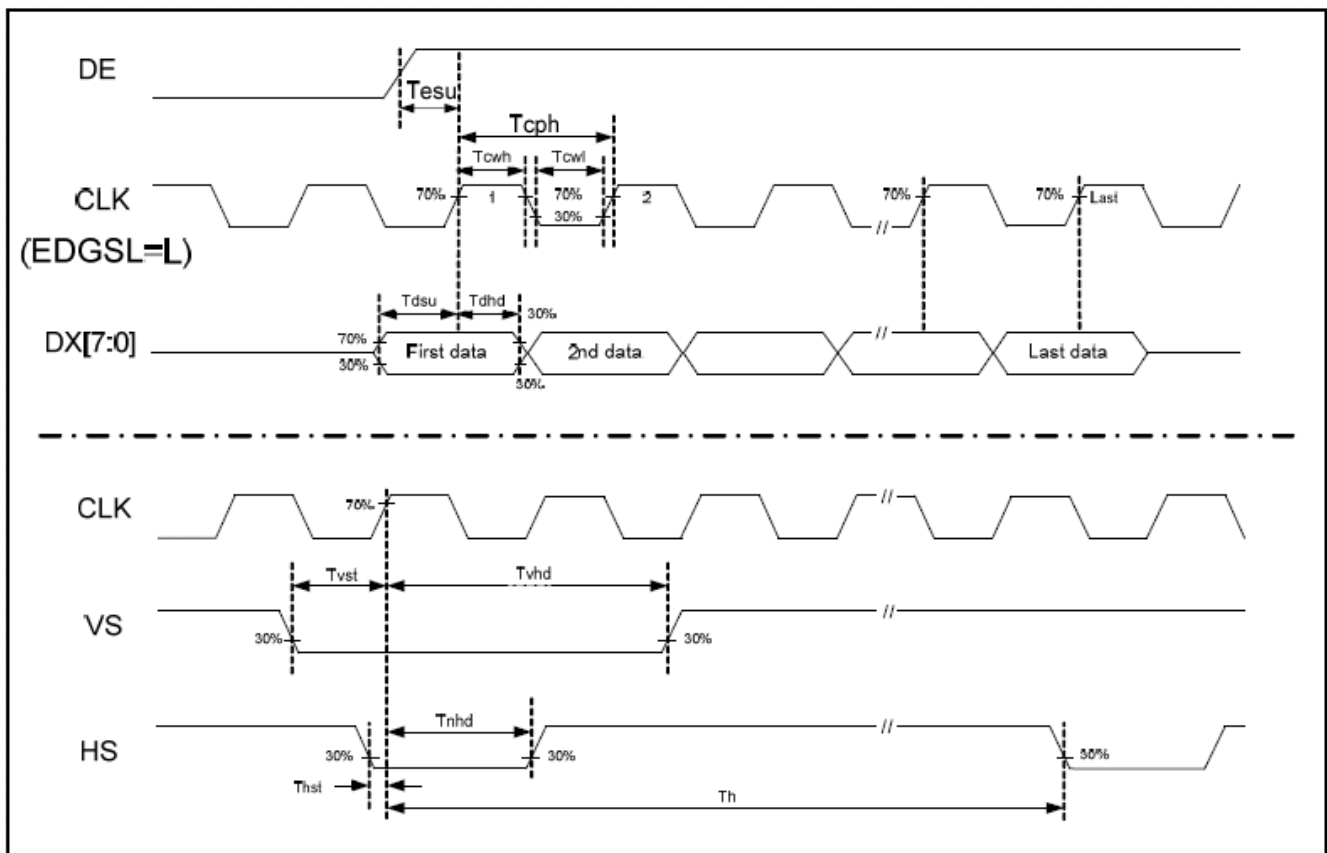 DE
Tesu
Tcph
Tcwh
Tcwl
CLK
70%
1
70%
30%
2
70%
70%
Last
//
(EDGSL=L)
Tdsu
Tdhd
30%
DX[7:0]
70%
30%
First data
2nd data
//
Last data
30%
CLK
70%
//
Tvst
Tvhd
VS
30%
30%
//
Tnhd
HS
30%
30%
//
30%
Thst
Th